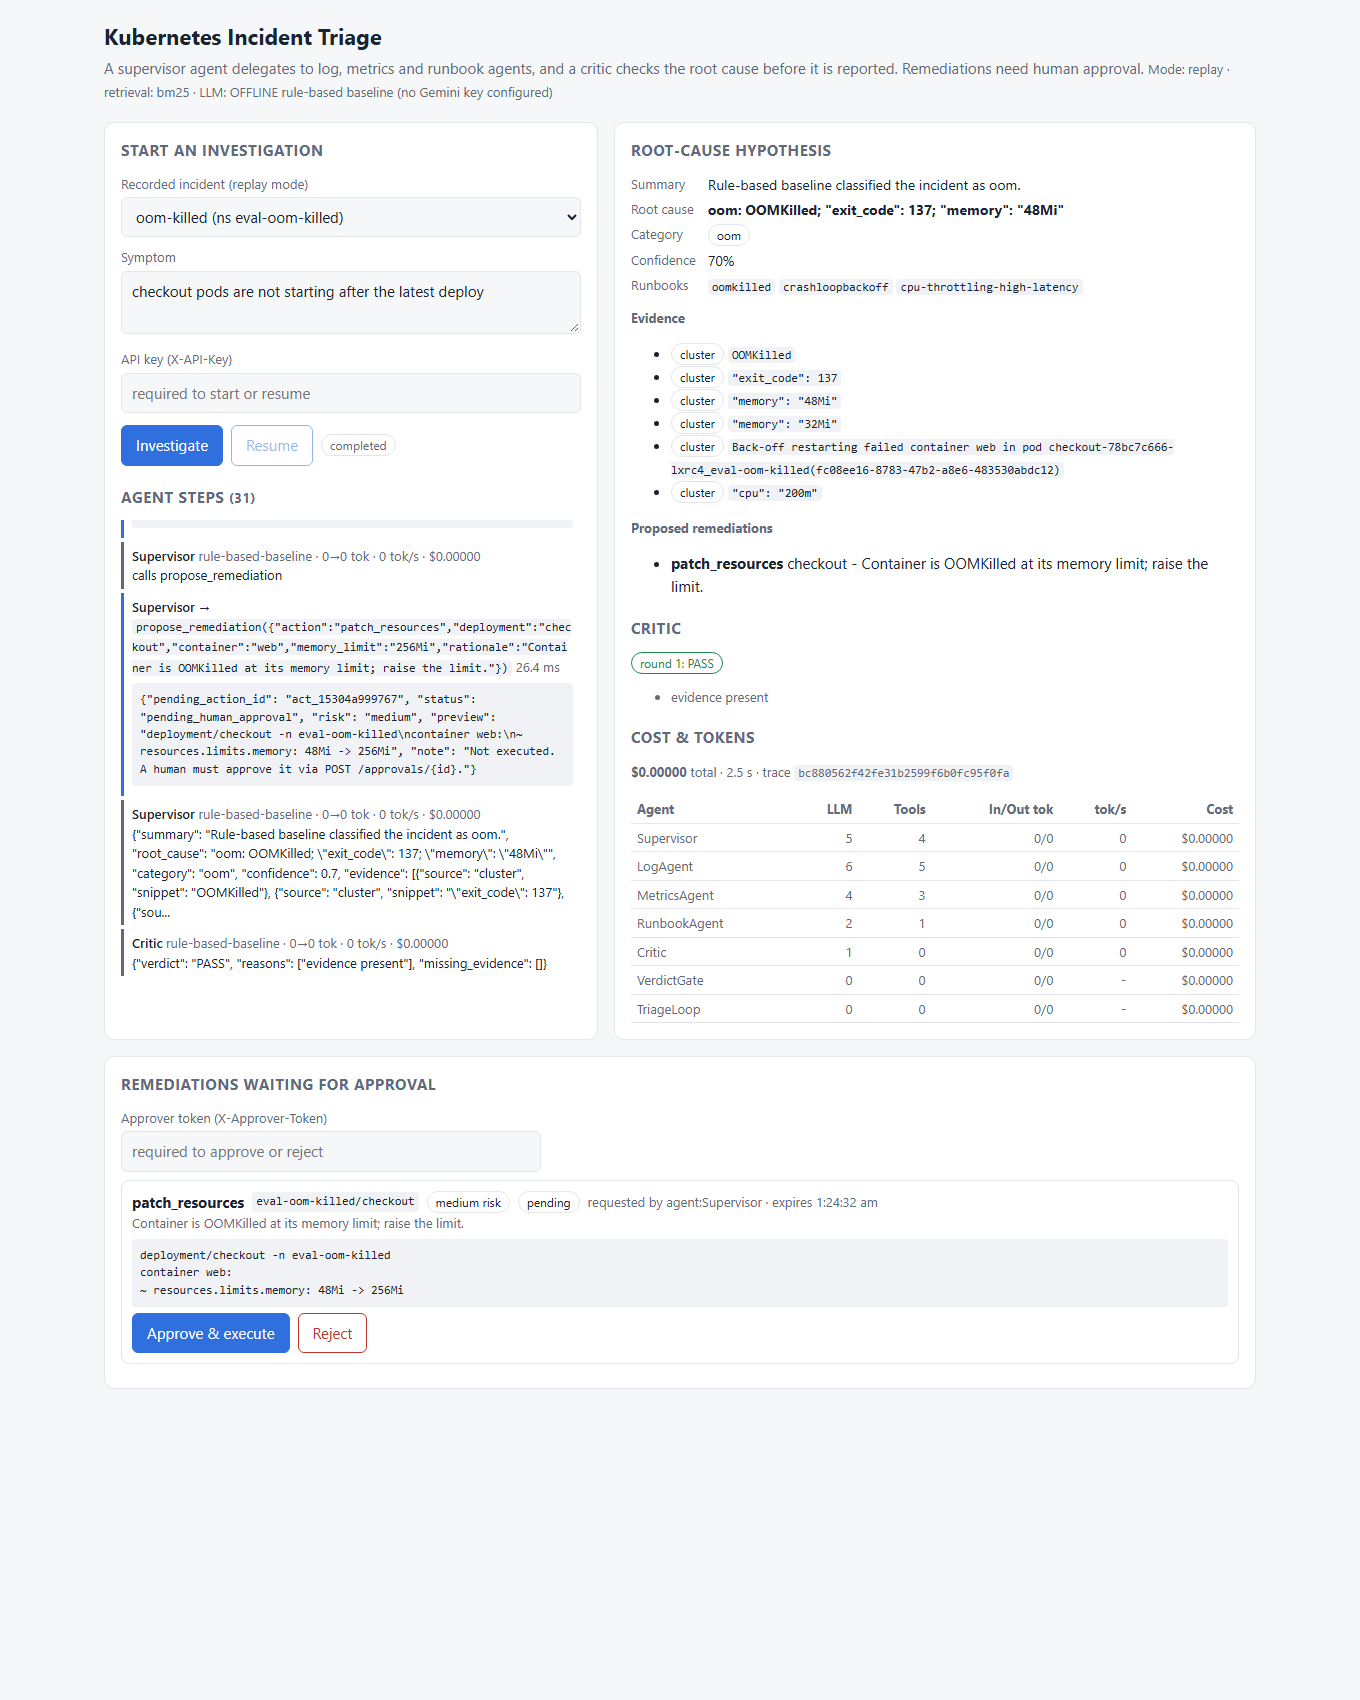 Kubernetes Incident Triage
A supervisor agent delegates to log, metrics and runbook agents, and a critic checks the root cause before it is reported. Remediations need human approval. Mode: replay ·
retrieval: bm25 · LLM: OFFLINE rule-based baseline (no Gemini key configured)
START AN INVESTIGATION
Recorded incident (replay mode)
oom-killed (ns eval-oom-killed)
Symptom
checkout pods are not starting after the latest deploy
API key (X-API-Key)
required to start or resume
Investigate
Resume
completed
AGENT STEPS (31)
Supervisor rule-based-baseline · 0→0 tok · 0 tok/s · $0.00000
calls propose_remediation
Supervisor →
propose_remediation({"action":"patch_resources","deployment":"chec
kout","container":"web","memory_limit":"256Mi","rationale":"Contai
ner is OOMKilled at its memory limit; raise the limit."}) 26.4 ms
{"pending_action_id": "act_15304a999767", "status":
"pending_human_approval", "risk": "medium", "preview":
"deployment/checkout -n eval-oom-killed\ncontainer web:\n~
resources.limits.memory: 48Mi -> 256Mi", "note": "Not executed.
A human must approve it via POST /approvals/{id}."}
Supervisor rule-based-baseline · 0→0 tok · 0 tok/s · $0.00000
{"summary": "Rule-based baseline classified the incident as oom.",
"root_cause": "oom: OOMKilled; \"exit_code\": 137; \"memory\": \"48Mi\"",
"category": "oom", "confidence": 0.7, "evidence": [{"source": "cluster",
"snippet": "OOMKilled"}, {"source": "cluster", "snippet": "\"exit_code\": 137"},
{"sou...
Critic rule-based-baseline · 0→0 tok · 0 tok/s · $0.00000
{"verdict": "PASS", "reasons": ["evidence present"], "missing_evidence": []}
ROOT-CAUSE HYPOTHESIS
Summary Rule-based baseline classified the incident as oom.
Root cause oom: OOMKilled; "exit_code": 137; "memory": "48Mi"
Category oom
Confidence 70%
Runbooks oomkilled crashloopbackoff cpu-throttling-high-latency
Evidence
cluster OOMKilled
cluster "exit_code": 137
cluster "memory": "48Mi"
cluster "memory": "32Mi"
cluster Back-off restarting failed container web in pod checkout-78bc7c666-
lxrc4_eval-oom-killed(fc08ee16-8783-47b2-a8e6-483530abdc12)
cluster "cpu": "200m"
Proposed remediations
patch_resources checkout - Container is OOMKilled at its memory limit; raise the
limit.
CRITIC
round 1: PASS
evidence present
COST & TOKENS
$0.00000 total · 2.5 s · trace bc880562f42fe31b2599f6b0fc95f0fa
Agent LLM Tools In/Out tok tok/s Cost
Supervisor 5 4 0/0 0 $0.00000
LogAgent 6 5 0/0 0 $0.00000
MetricsAgent 4 3 0/0 0 $0.00000
RunbookAgent 2 1 0/0 0 $0.00000
Critic 1 0 0/0 0 $0.00000
VerdictGate 0 0 0/0 - $0.00000
TriageLoop 0 0 0/0 - $0.00000
REMEDIATIONS WAITING FOR APPROVAL
Approver token (X-Approver-Token)
required to approve or reject
patch_resources eval-oom-killed/checkout medium risk pending requested by agent:Supervisor · expires 1:24:32 am
Container is OOMKilled at its memory limit; raise the limit.
deployment/checkout -n eval-oom-killed
container web:
~ resources.limits.memory: 48Mi -> 256Mi
Approve & execute
Reject